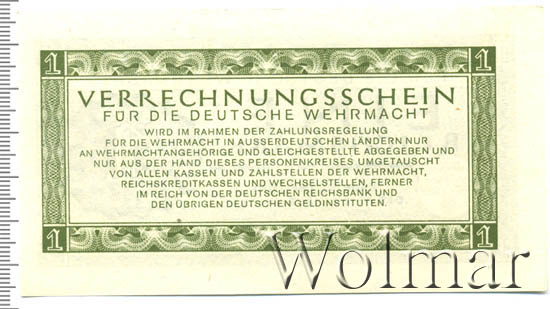 1 1
VERRECHNUNGSSCHEIN
FÜR DIE DEUTSCHE WEHRMACHT
WIRD IM RAHMEN DER ZAHLUNGSREGELUNG
FÜR DIE WEHRMACHT IN AUSSERDEUTSCHEN LÄNDERN NUR
AN WEHRMACHTANGEHÖRIGE UND GLEICHGESTELLTE ABGEGEBEN UND
NUR AUS DER HAND DIESES PERSONENKREISES UMGETAUSCHT
VON ALLEN KASSEN UND ZAHLSTELLEN DER WEHRMACHT,
REICHSKREDITKASSEN UND WECHSELSTELLEN, FERNER
IM REICH VON DER DEUTSCHEN REICHSBANK UND
DEN ÜBRIGEN DEUTSCHEN GELDINSTITUTEN.
1 1
Wolmar